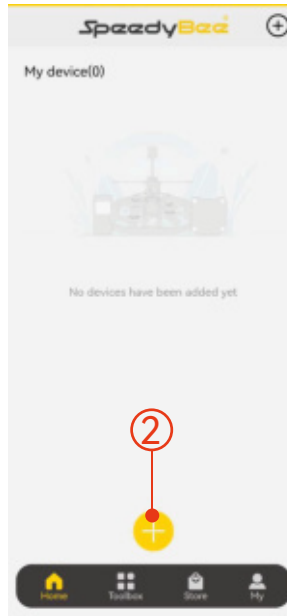 SpeedyBee
My device(0)
No devices have been added yet
2
Home Toolbox Store My